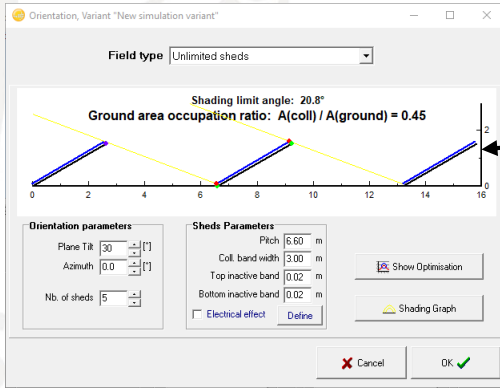 Orientation, Variant "New simulation variant"
Field type Unlimited sheds
Shading limit angle: 20.8°
Ground area occupation ratio: A(coll) / A(ground) = 0.45
2
0
0 2 4 6 8 10 12 14 16
Orientation parameters
Plane Tilt 30 [°]
Azimuth 0.0 [°]
Nb. of sheds 5
Sheds Parameters
Pitch 6.60 m
Coll. band width 3.00 m
Top inactive band 0.02 m
Bottom inactive band 0.02 m
Electrical effect Define
Show Optimisation
Shading Graph
Cancel OK